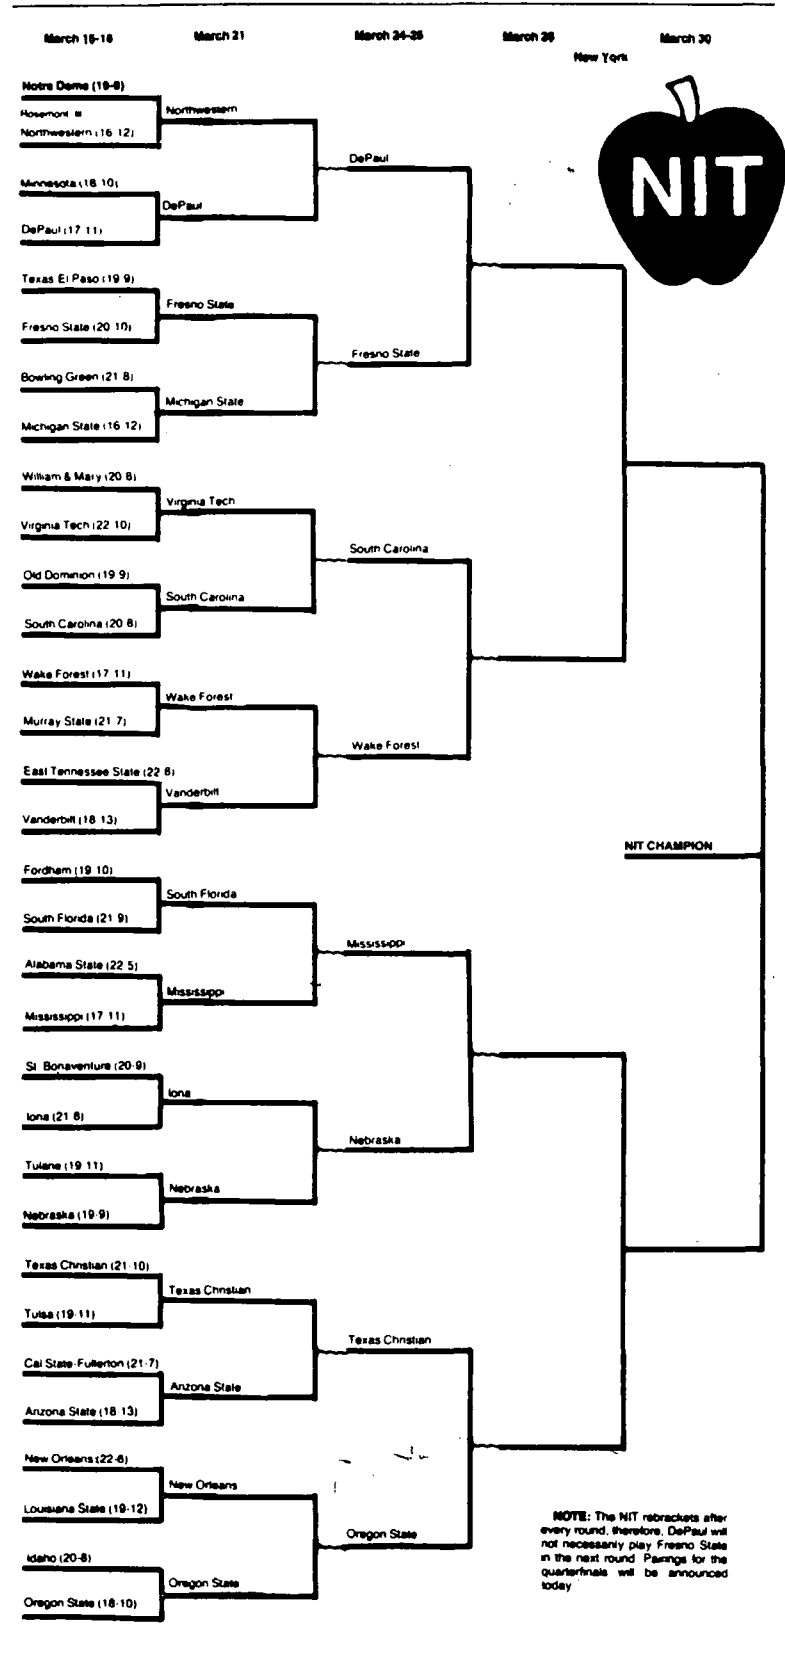 March 15-18
March 21
March 24-25
March 28
March 30
New York
NIT
Notre Dame (18-8)
Rosemont Ill
Northwestern (16 12)
Northwestern
Minnesota (18 10)
DePaul (17 11)
DePaul
DePaul
Texas El Paso (19 9)
Fresno State (20 10)
Fresno State
Bowling Green (21 8)
Michigan State (16 12)
Michigan State
Fresno State
William & Mary (20 8)
Virginia Tech (22 10)
Virginia Tech
Old Dominion (19 9)
South Carolina (20 8)
South Carolina
South Carolina
Wake Forest (17 11)
Murray State (21 7)
Wake Forest
East Tennessee State (22 8)
Vanderbilt (18 13)
Vanderbilt
Wake Forest
NIT CHAMPION
Fordham (19 10)
South Florida (21 9)
South Florida
Alabama State (22 5)
Mississippi (17 11)
Mississippi
Mississippi
St Bonaventure (20-9)
Iona (21 8)
Iona
Tulane (19 11)
Nebraska (19-9)
Nebraska
Nebraska
Texas Christian (21-10)
Tulsa (19-11)
Texas Christian
Cal State-Fullerton (21-7)
Arizona State (18 13)
Arizona State
Texas Christian
New Orleans (22-8)
Louisiana State (19-12)
New Orleans
Idaho (20-8)
Oregon State (18-10)
Oregon State
Oregon State
NOTE: The NIT rebrackets after
every round, therefore, DePaul will
not necessarily play Fresno State
in the next round Pairings for the
quarterfinals will be announced
today